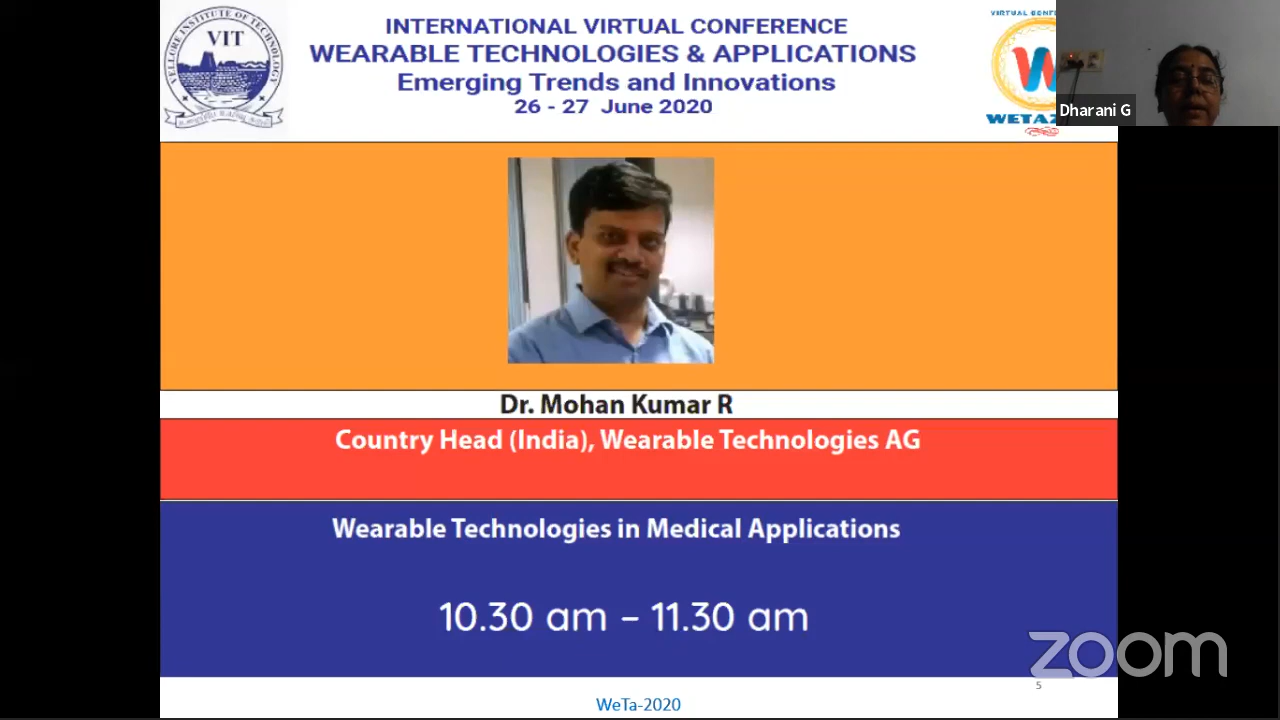 INTERNATIONAL VIRTUAL CONFERENCE
WEARABLE TECHNOLOGIES & APPLICATIONS
Emerging Trends and Innovations
26 - 27 June 2020
VELLORE INSTITUTE OF TECHNOLOGY
VIT
VIRTUAL
W
Dharani G
Dr. Mohan Kumar R
Country Head (India), Wearable Technologies AG
Wearable Technologies in Medical Applications
10.30 am – 11.30 am
zoom
5
WeTa-2020